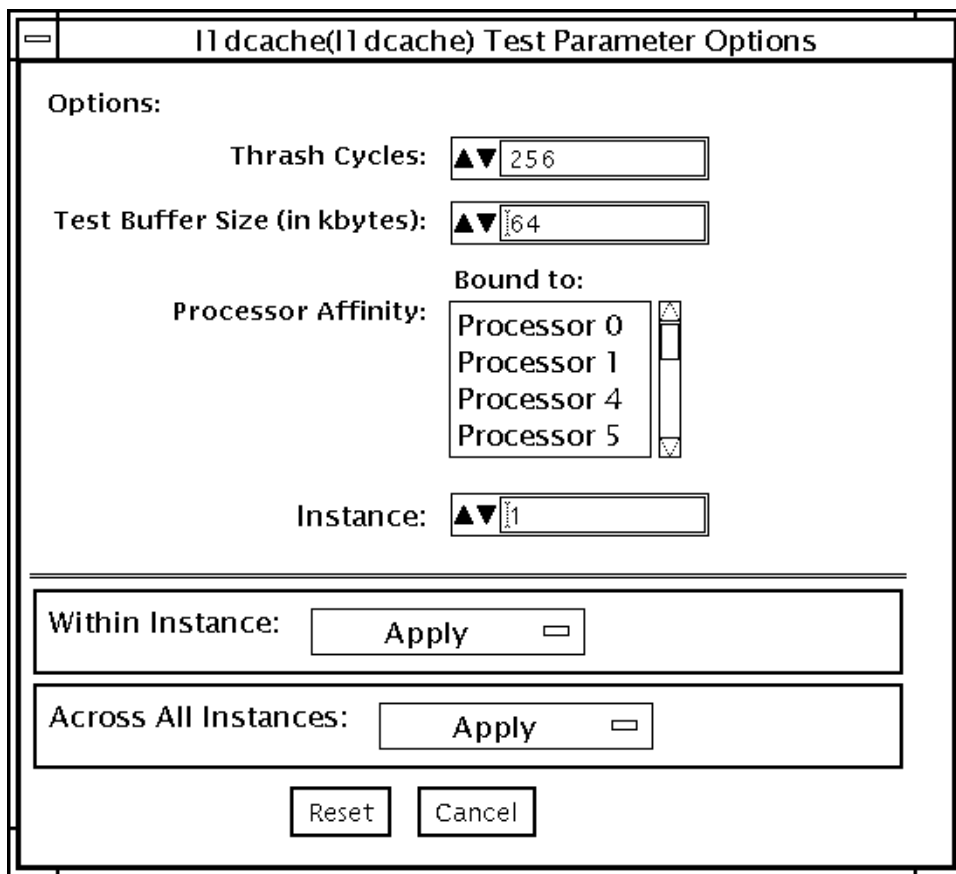 l1dcache(l1dcache) Test Parameter Options
Options:
Thrash Cycles: 256
Test Buffer Size (in kbytes): 64
Bound to:
Processor Affinity:
Processor 0
Processor 1
Processor 4
Processor 5
Instance: 1
Within Instance: Apply
Across All Instances: Apply
Reset Cancel